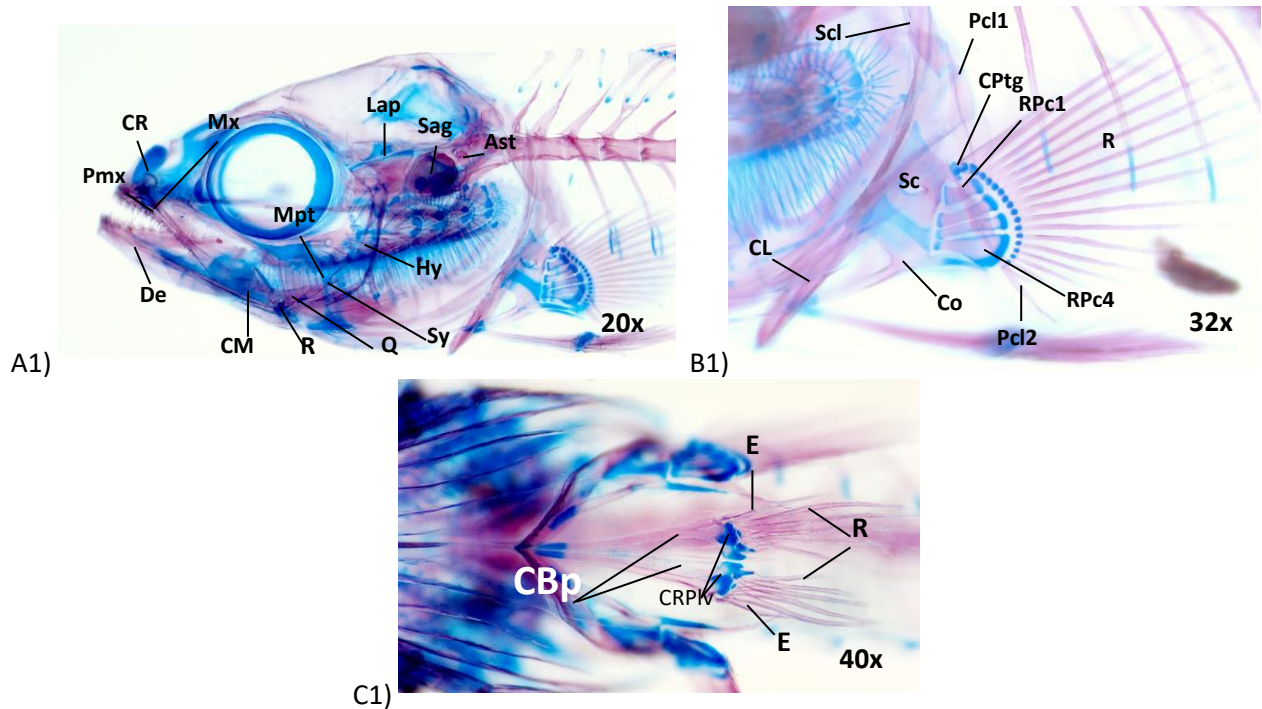 CR
Mx
Lap
Sag
Ast
Pmx
Mpt
De
Hy
CM
R
Q
Sy
20x
A1)
Scl
Pcl1
CPtg
RPc1
R
Sc
CL
Co
RPc4
Pcl2
32x
B1)
E
R
CBp
CRPlv
E
40x
C1)